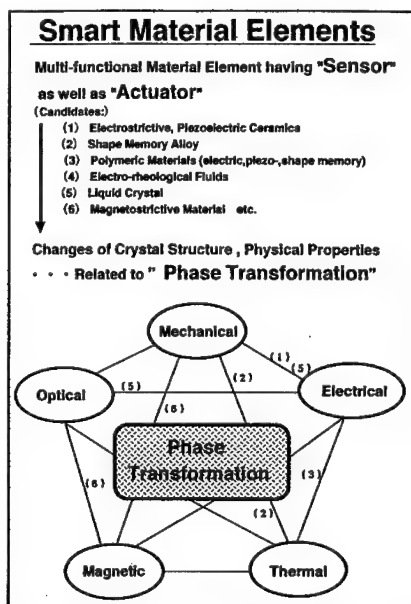 Smart Material Elements
Multi-functional Material Element having "Sensor"
as well as "Actuator"
(Candidates:)
(1) Electrostrictive, Piezoelectric Ceramics
(2) Shape Memory Alloy
(3) Polymeric Materials (electric,piezo-,shape memory)
(4) Electro-rheological Fluids
(5) Liquid Crystal
(6) Magnetostrictive Material etc.
Changes of Crystal Structure , Physical Properties
· · · Related to " Phase Transformation"
Mechanical
(1)
(5)
(2)
Optical
(5)
Electrical
(6)
Phase
Transformation
(6)
(3)
(2)
Magnetic
Thermal